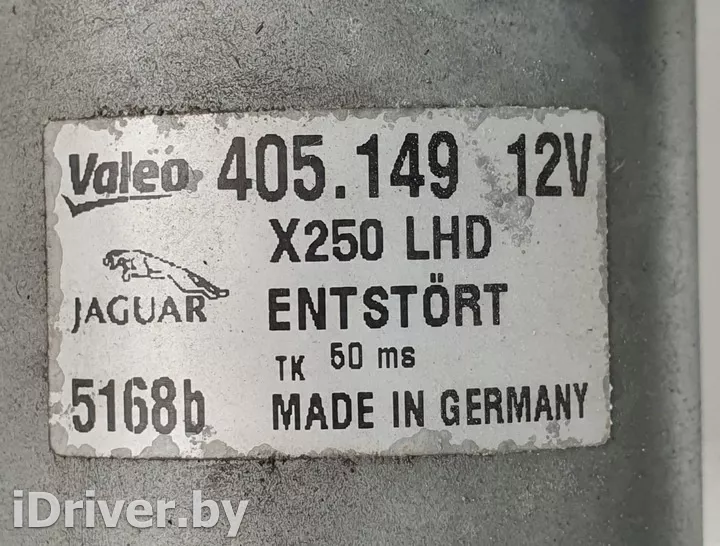 Valeo 405.149 12V
X250 LHD
JAGUAR ENTSTÖRT
TK 50 ms
5168b MADE IN GERMANY
iDriver.by